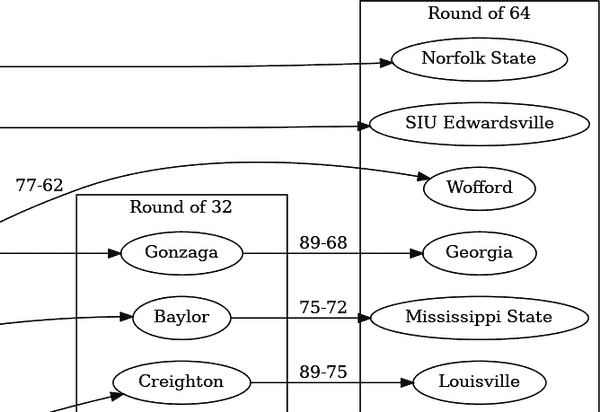 Round of 64
Norfolk State
SIU Edwardsville
77-62
Wofford
Round of 32
Gonzaga
89-68
Georgia
Baylor
75-72
Mississippi State
Creighton
89-75
Louisville